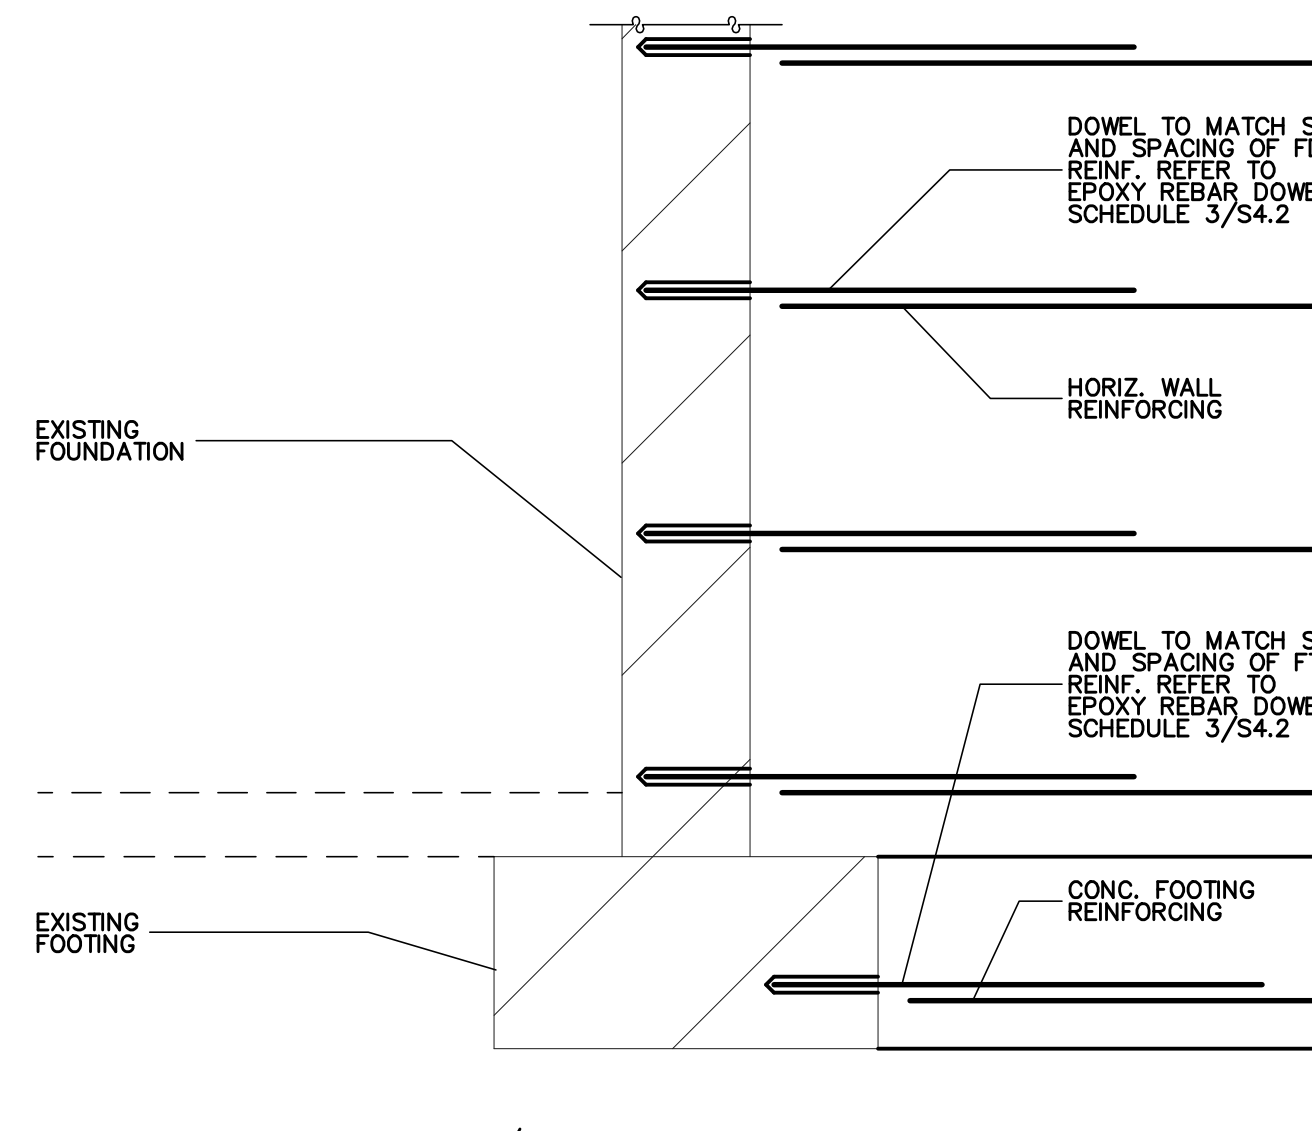 DOWEL TO MATCH
AND SPACING OF
REINF. REFER TO
EPOXY REBAR
SCHEDULE 3/S4.2
HORIZ. WALL
REINFORCING
EXISTING
FOUNDATION
DOWEL TO MATCH
AND SPACING OF
REINF. REFER TO
EPOXY REBAR
SCHEDULE 3/S4.2
CONC. FOOTING
REINFORCING
EXISTING
FOOTING